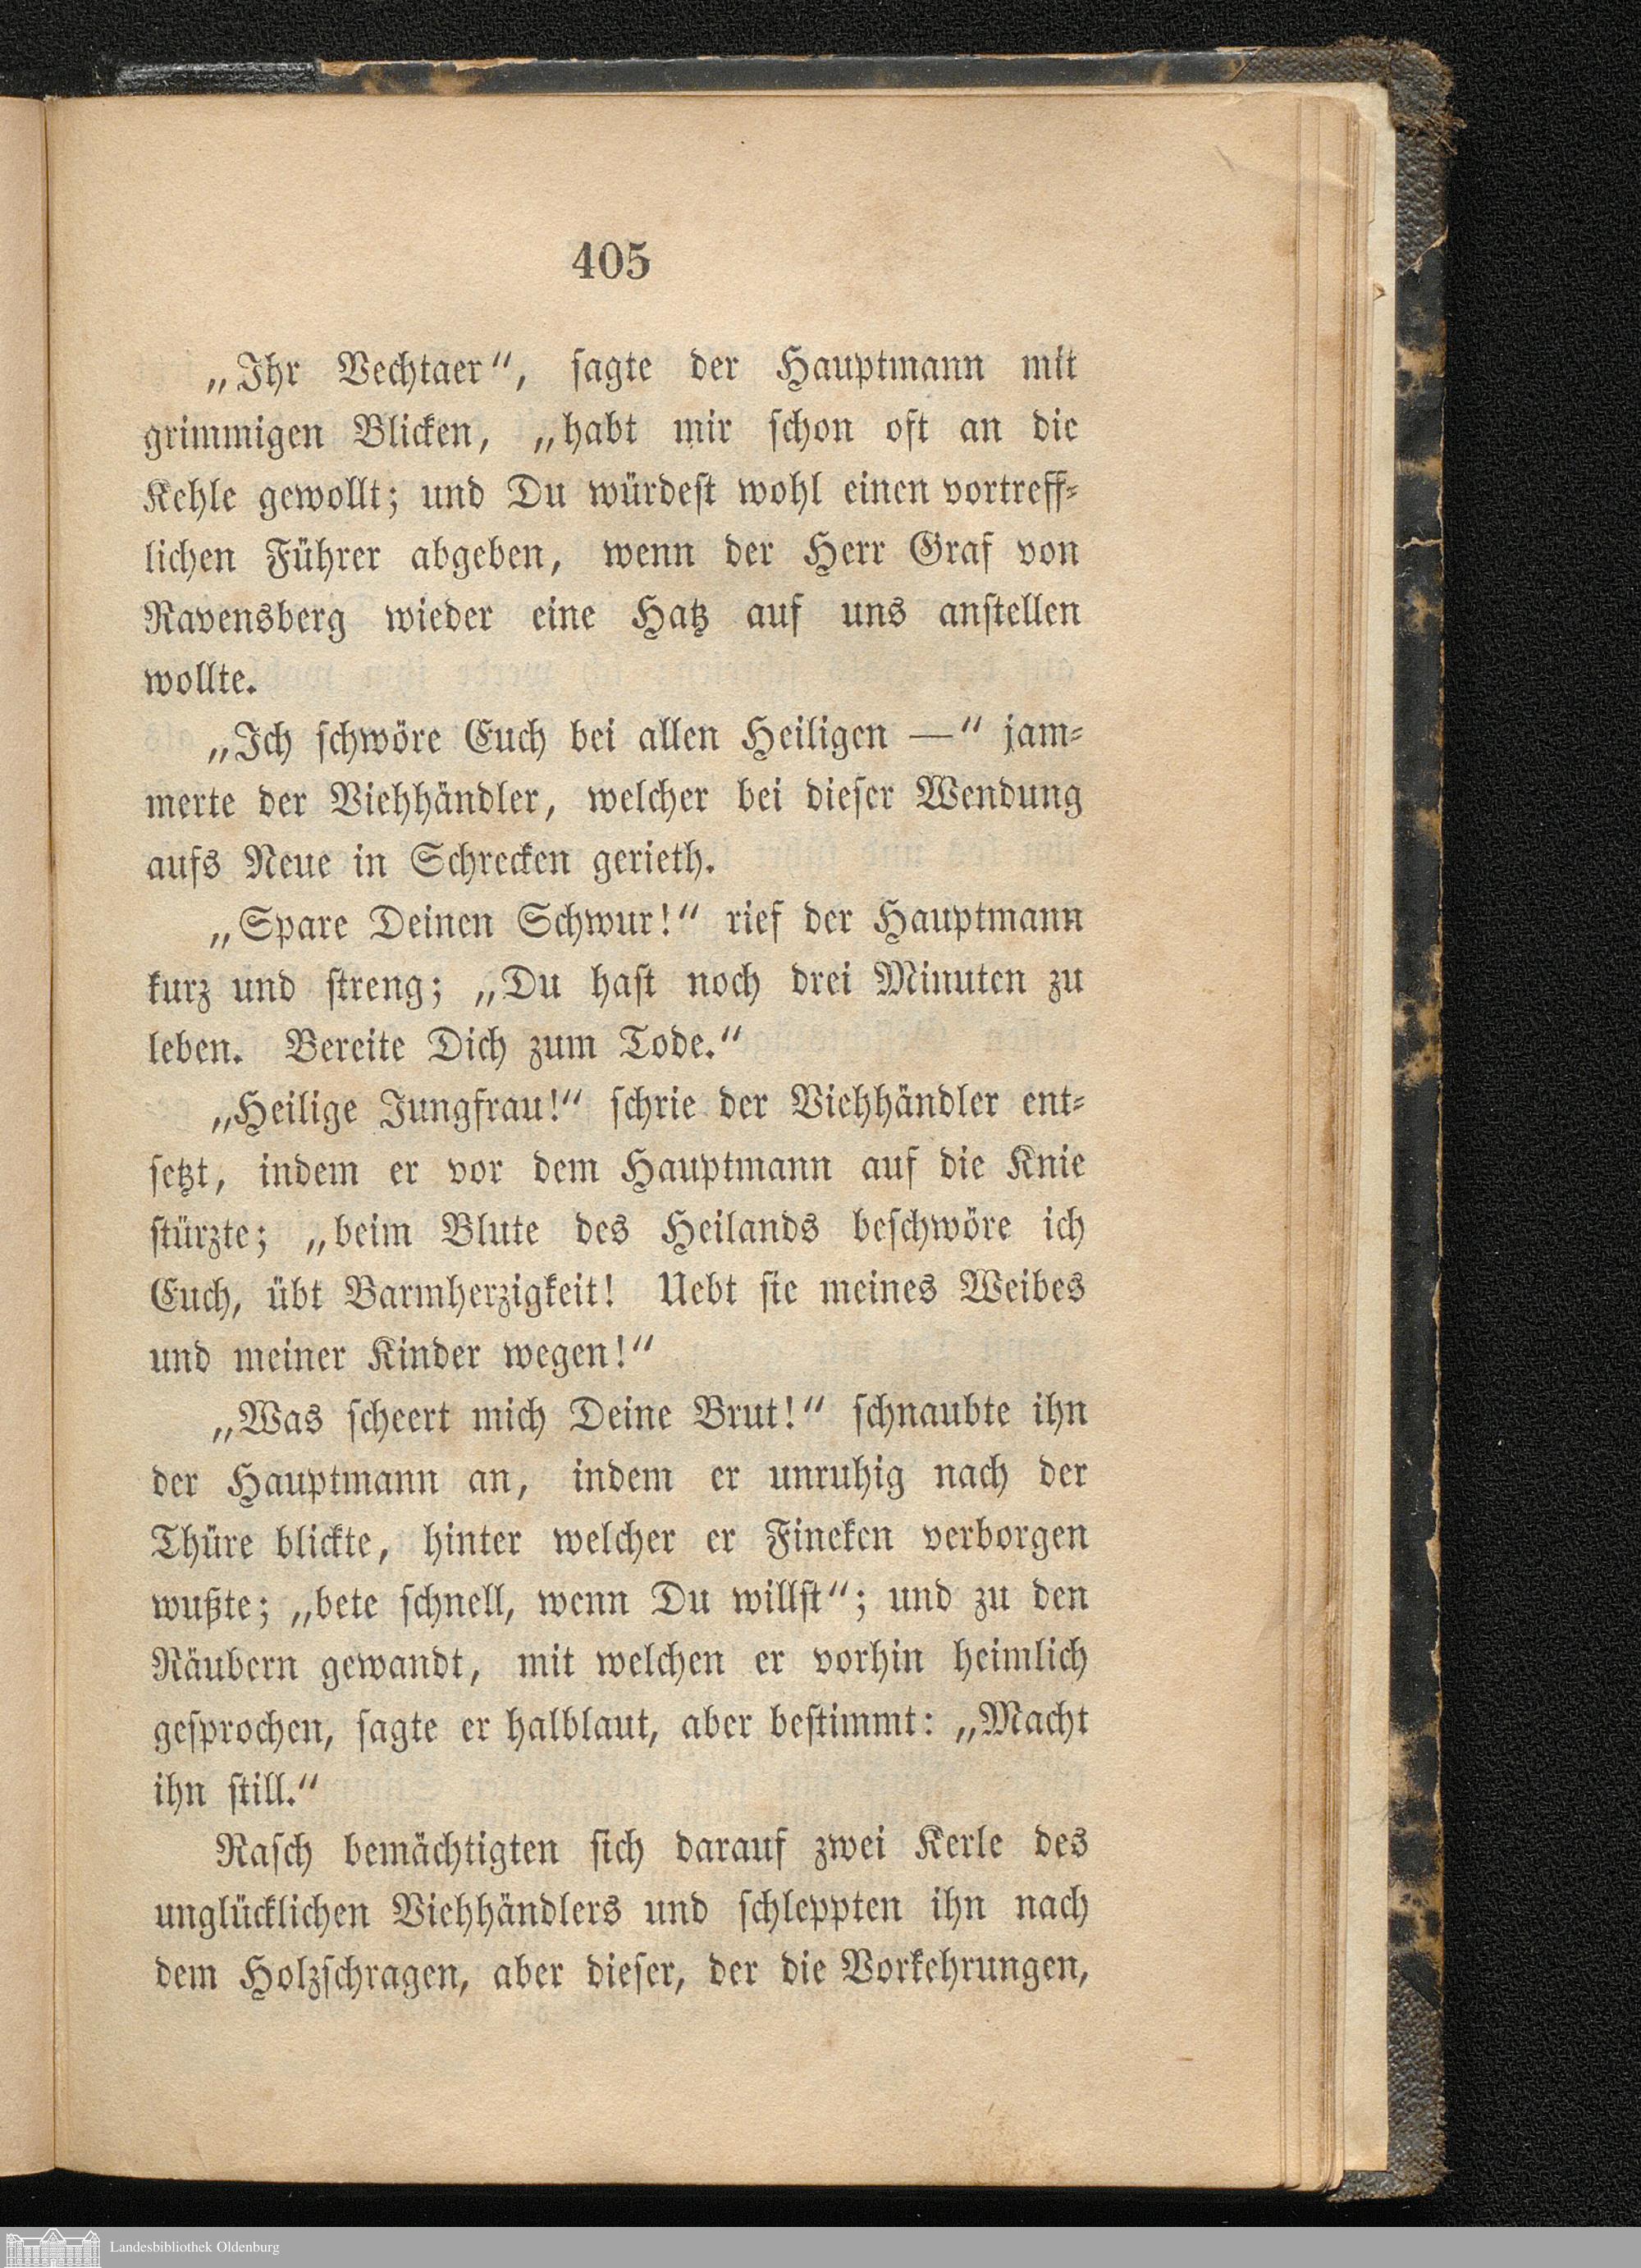 405
„Ihr Vechtaer“, sagte der Hauptmann mit
grimmigen Blicken, „habt mir schon oft an die
Kehle gewollt; und Du würdest wohl einen vortreff-
lichen Führer abgeben, wenn der Herr Graf von
Ravensberg wieder eine Hatz auf uns anstellen
wollte.
„Ich schwöre Euch bei allen Heiligen —“ jam-
merte der Viehhändler, welcher bei dieser Wendung
aufs Neue in Schrecken gerieth.
„Spare Deinen Schwur!“ rief der Hauptmann
kurz und streng; „Du hast noch drei Minuten zu
leben. Bereite Dich zum Tode.“
„Heilige Jungfrau!“ schrie der Viehhändler ent-
setzt, indem er vor dem Hauptmann auf die Knie
stürzte; „beim Blute des Heilands beschwöre ich
Euch, übt Barmherzigkeit! Uebt sie meines Weibes
und meiner Kinder wegen!“
„Was scheert mich Deine Brut!“ schnaubte ihn
der Hauptmann an, indem er unruhig nach der
Thüre blickte, hinter welcher er Fineken verborgen
wußte; „bete schnell, wenn Du willst“; und zu den
Räubern gewandt, mit welchen er vorhin heimlich
gesprochen, sagte er halblaut, aber bestimmt: „Macht
ihn still.“
Rasch bemächtigten sich darauf zwei Kerle des
unglücklichen Viehhändlers und schleppten ihn nach
dem Holzschragen, aber dieser, der die Vorkehrungen,
Landesbibliothek Oldenburg